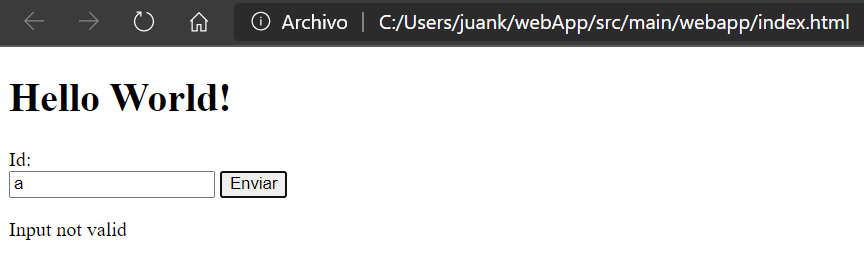 Archivo | C:/Users/juank/webApp/src/main/webapp/index.html
Hello World!
Id:
a Enviar
Input not valid